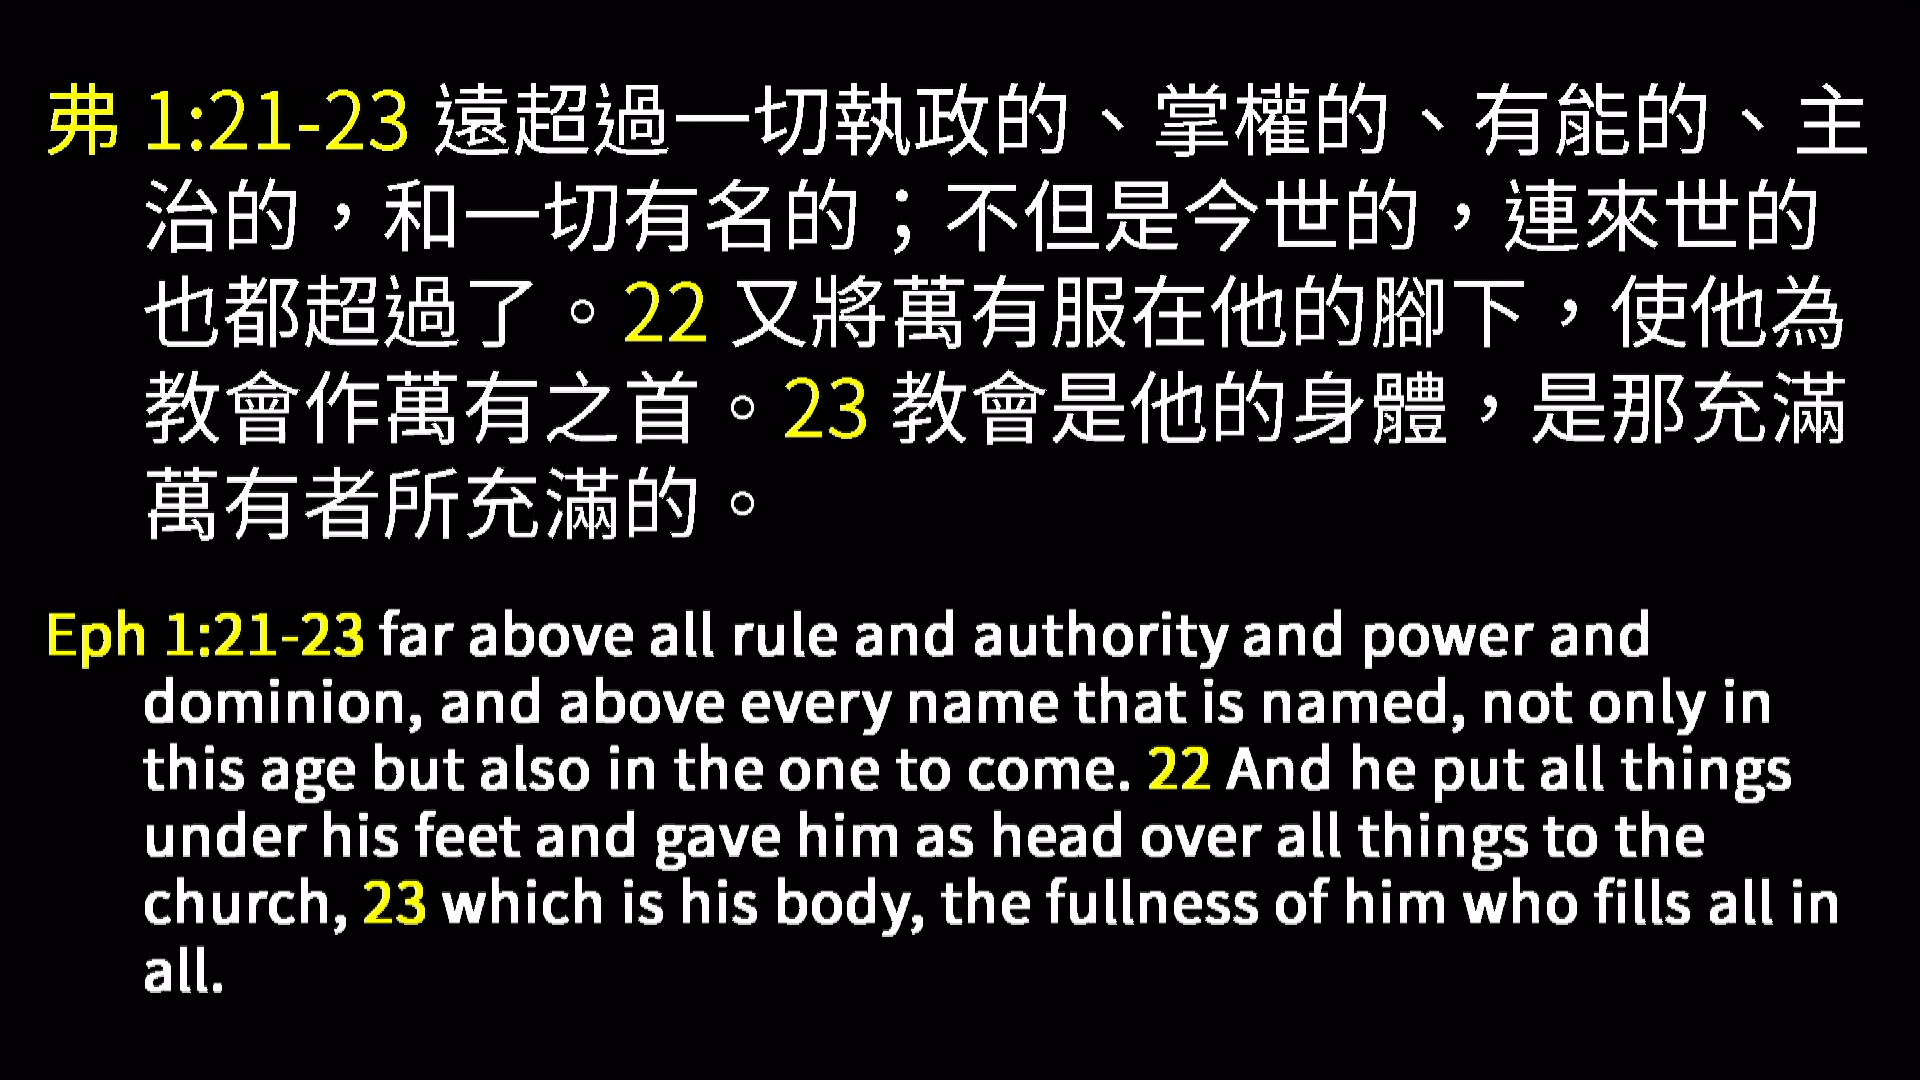 弗 1:21-23 遠超過一切執政的、掌權的、有能的、主
治的，和一切有名的；不但是今世的，連來世的
也都超過了。22 又將萬有服在他的腳下，使他為
教會作萬有之首。23 教會是他的身體，是那充滿
萬有者所充滿的。
Eph 1:21-23 far above all rule and authority and power and
dominion, and above every name that is named, not only in
this age but also in the one to come. 22 And he put all things
under his feet and gave him as head over all things to the
church, 23 which is his body, the fullness of him who fills all in
all.